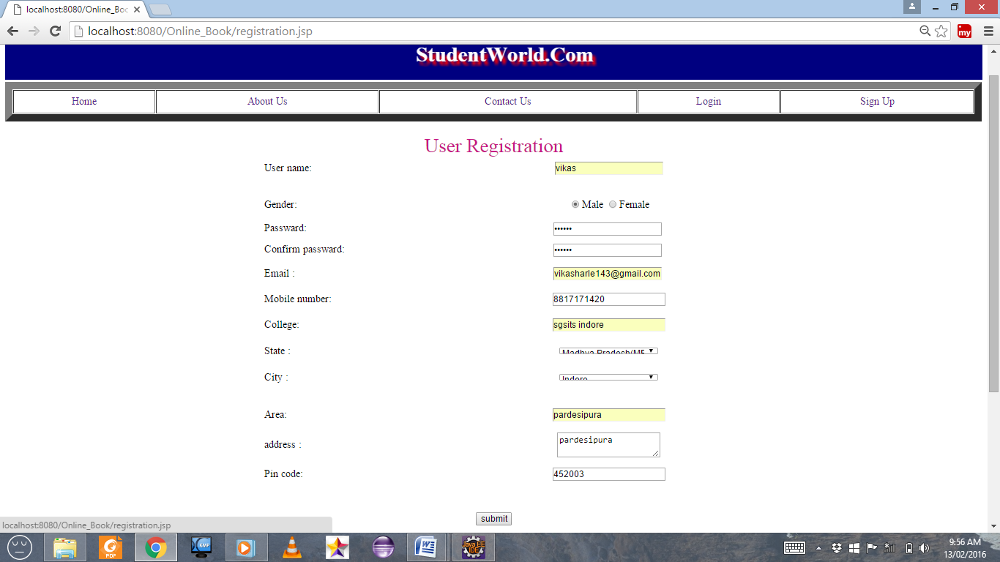 localhost:8080/Online_Boo
localhost:8080/Online_Book/registration.jsp
my
StudentWorld.Com
Home About Us Contact Us Login Sign Up
User Registration
User name: vikas
Gender: Male Female
Passward: ••••••
Confirm passward: ••••••
Email : vikasharle143@gmail.com
Mobile number: 8817171420
College: sgsits indore
State : Madhya Pradesh(MP
City : Indore
Area: pardesipura
address : pardesipura
Pin code: 452003
submit
localhost:8080/Online_Book/registration.jsp
PDF KMP Java EE IDE 9:56 AM
13/02/2016